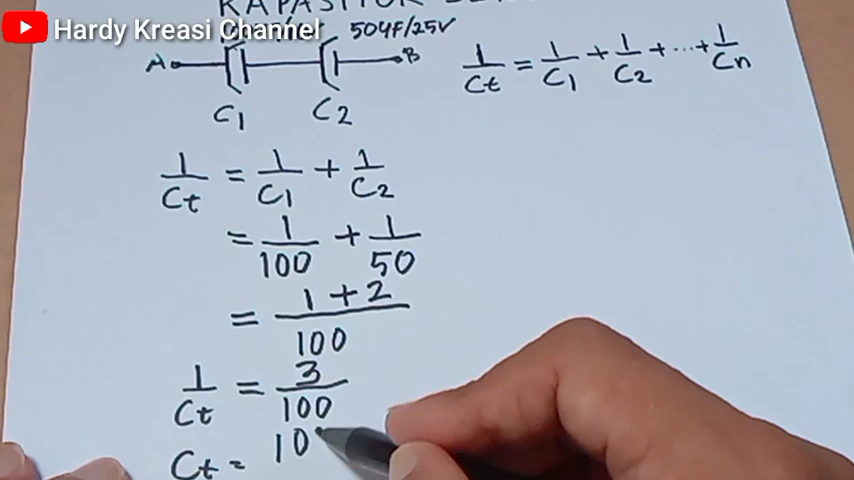 KAPASITOR
Hardy Kreasi Channel
50µF/25V
A B
C1 C2
1/Ct = 1/C1 + 1/C2 + ... + 1/Cn
1/Ct = 1/C1 + 1/C2
= 1/100 + 1/50
= 1 + 2/100
1/Ct = 3/100
Ct = 10